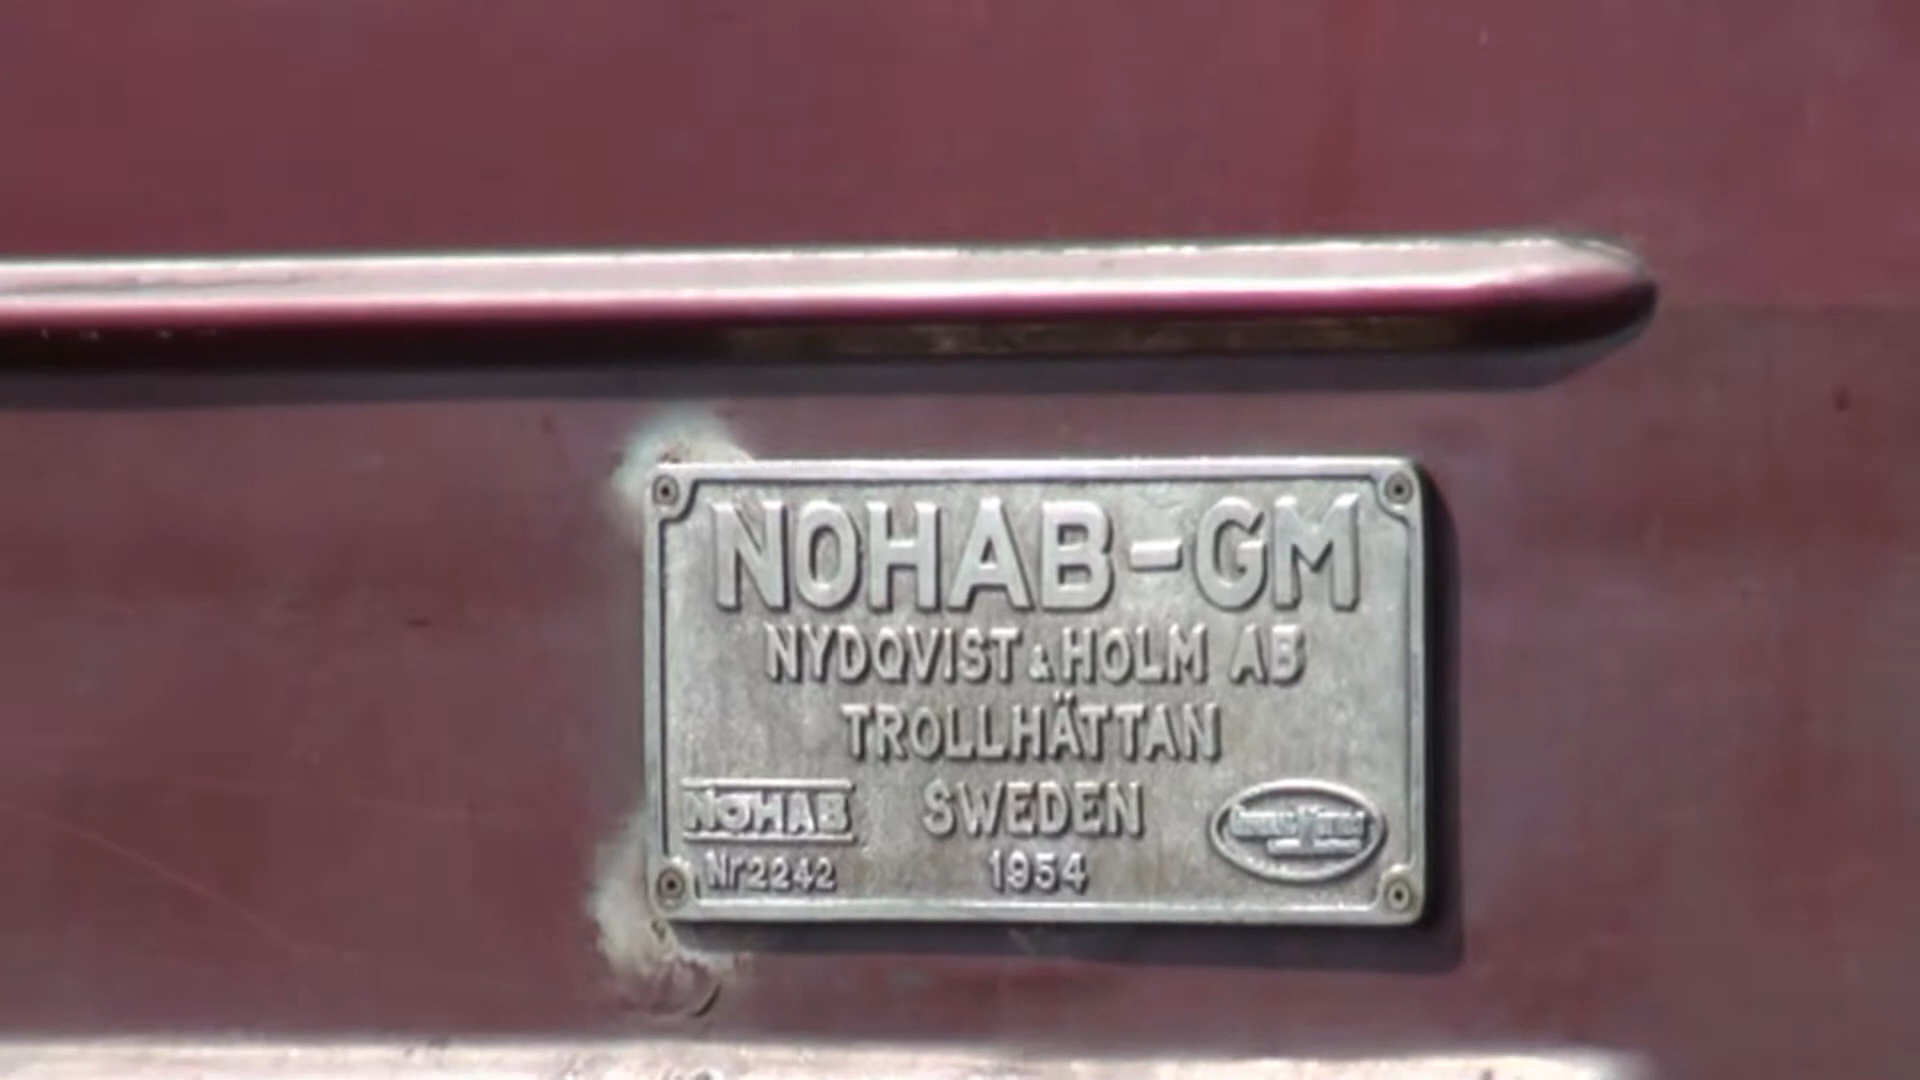 NOHAB-GM
NYDQVIST & HOLM AB
TROLLHÄTTAN
SWEDEN
NOHAB
Nr 2242
1954